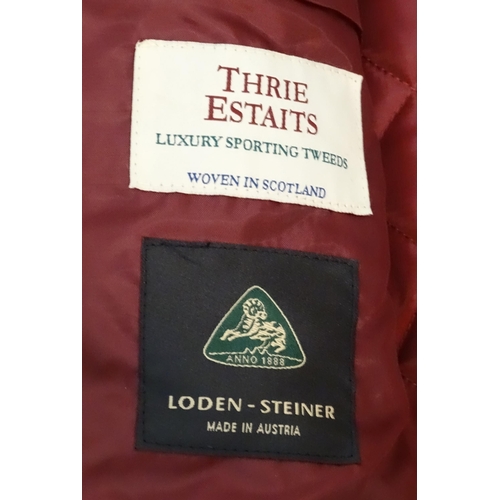 THRIE
ESTAITS
LUXURY SPORTING TWEEDS
WOVEN IN SCOTLAND
ANNO 1888
LODEN - STEINER
MADE IN AUSTRIA